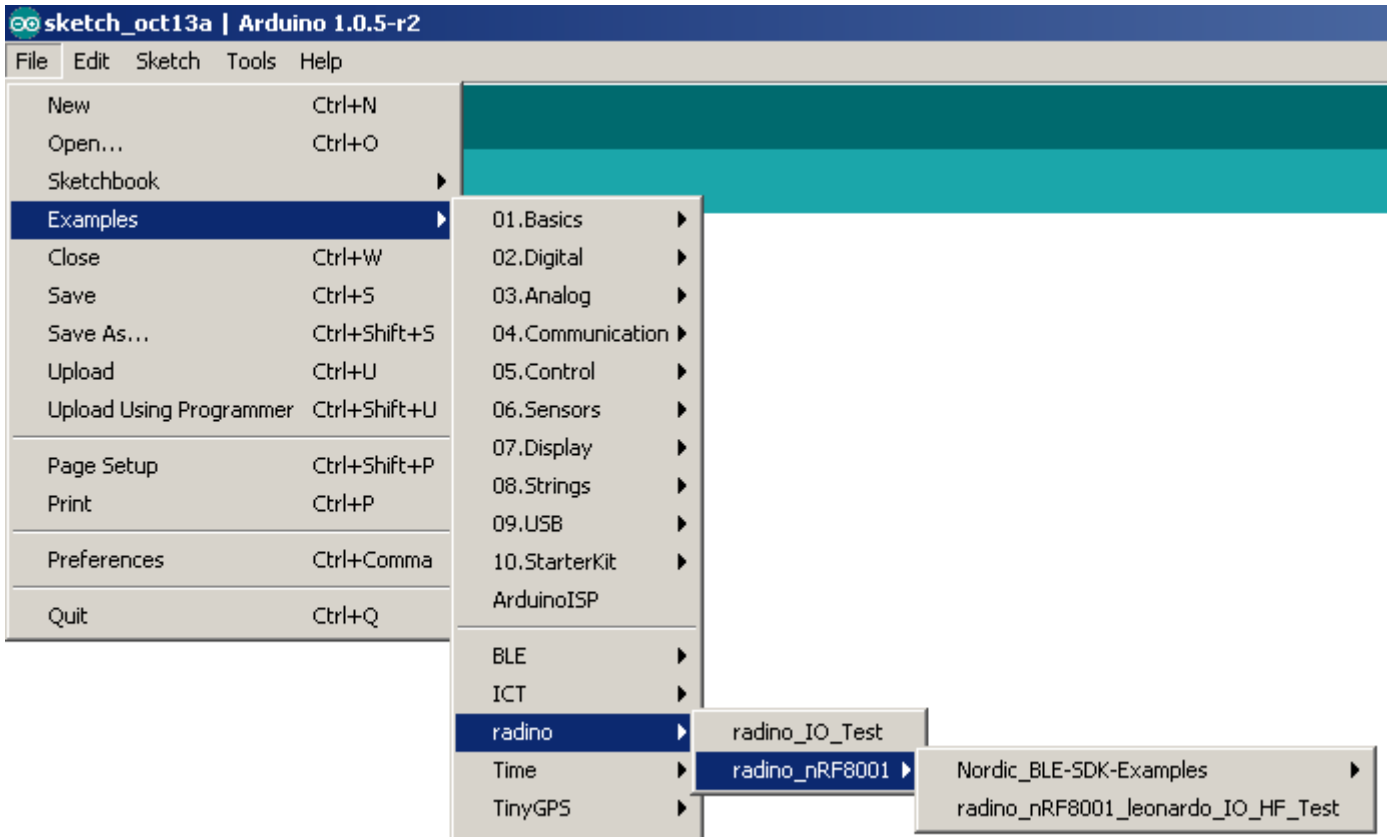 sketch_oct13a | Arduino 1.0.5-r2
File Edit Sketch Tools Help
New Ctrl+N
Open... Ctrl+O
Sketchbook
Examples
Close Ctrl+W
Save Ctrl+S
Save As... Ctrl+Shift+S
Upload Ctrl+U
Upload Using Programmer Ctrl+Shift+U
Page Setup Ctrl+Shift+P
Print Ctrl+P
Preferences Ctrl+Comma
Quit Ctrl+Q
01.Basics
02.Digital
03.Analog
04.Communication
05.Control
06.Sensors
07.Display
08.Strings
09.USB
10.StarterKit
ArduinoISP
BLE
ICT
radino
Time
TinyGPS
radino_IO_Test
radino_nRF8001
Nordic_BLE-SDK-Examples
radino_nRF8001_leonardo_IO_HF_Test